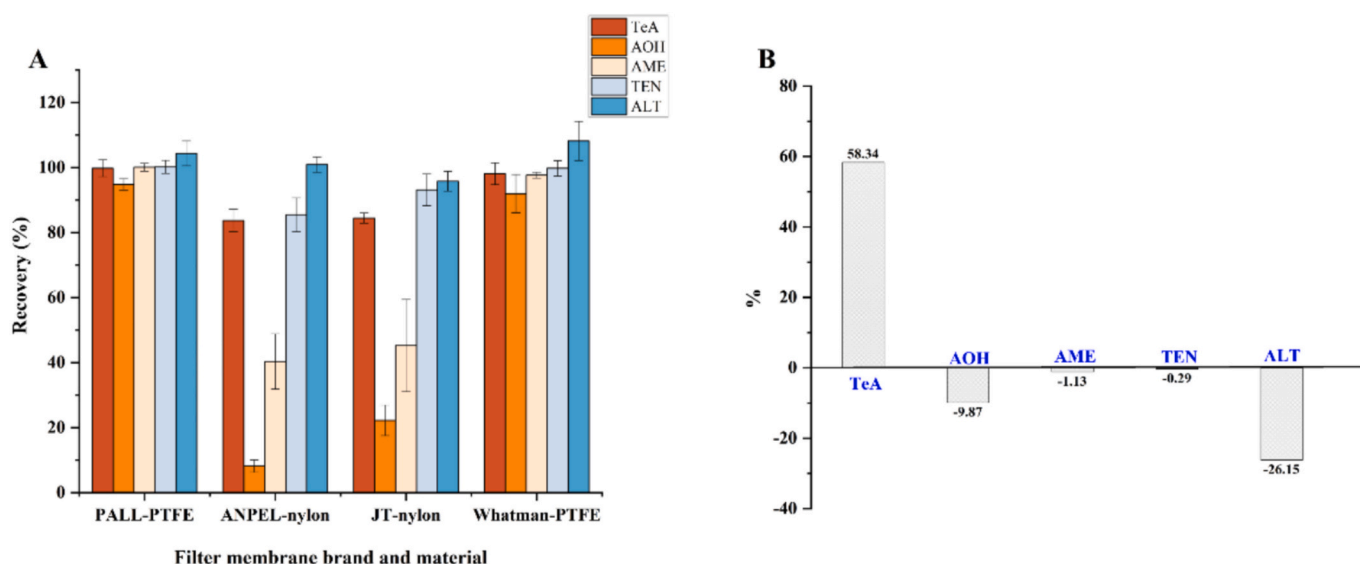 A
TeA
AOH
AME
TEN
ALT
Recovery (%)
120
100
80
60
40
20
0
PALL-PTFE ANPEL-nylon JT-nylon Whatman-PTFE
Filter membrane brand and material
B
%
80
60
40
20
0
-20
-40
58.34
AOH AME TEN ALT
TeA
-9.87
-1.13
-0.29
-26.15